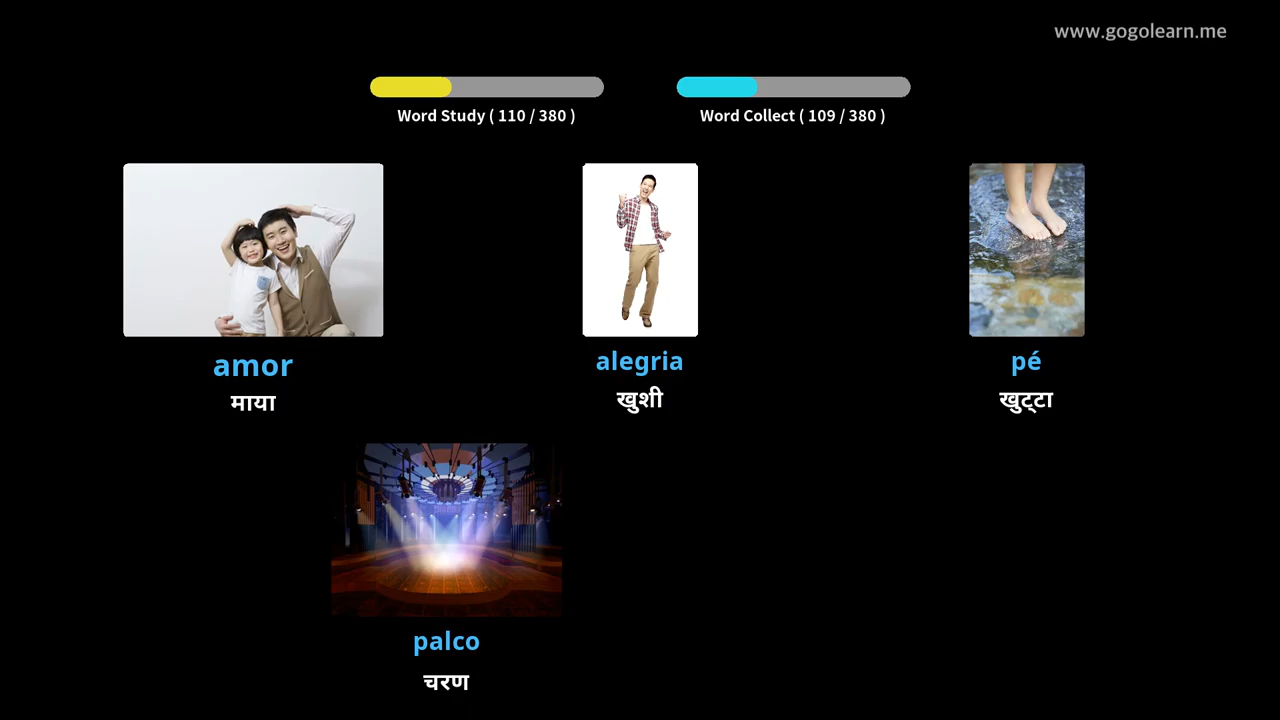 www.gogolearn.me
Word Study ( 110 / 380 )
Word Collect ( 109 / 380 )
amor
माया
alegria
खुशी
pé
खुट्टा
palco
चरण